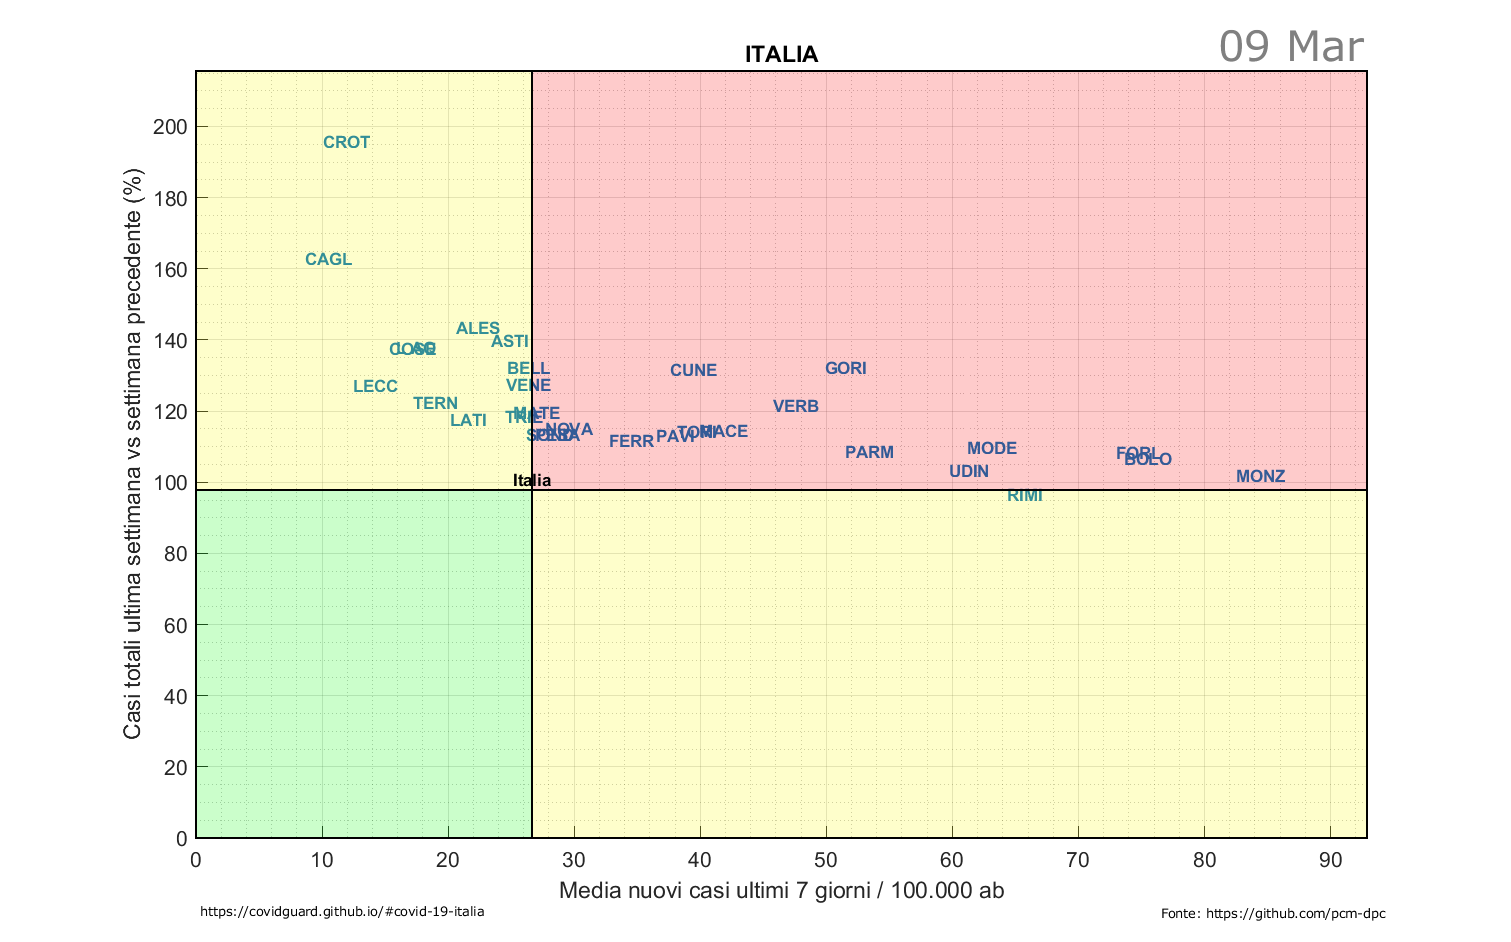 09 Mar
ITALIA
200
180
160
140
120
100
80
60
40
20
0
Casi totali ultima settimana vs settimana precedente (%)
CROT
CAGL
ALES
ASTI
COSE
BELL
CUNE
GORI
LECC
VENE
TERN
VERB
MATE
LATI
NOVA
TORI
MACE
FERR
PAVI
PARM
MODE
FORL
BOLO
UDIN
MONZ
Italia
RIMI
0 10 20 30 40 50 60 70 80 90
Media nuovi casi ultimi 7 giorni / 100.000 ab
https://covidguard.github.io/#covid-19-italia
Fonte: https://github.com/pcm-dpc